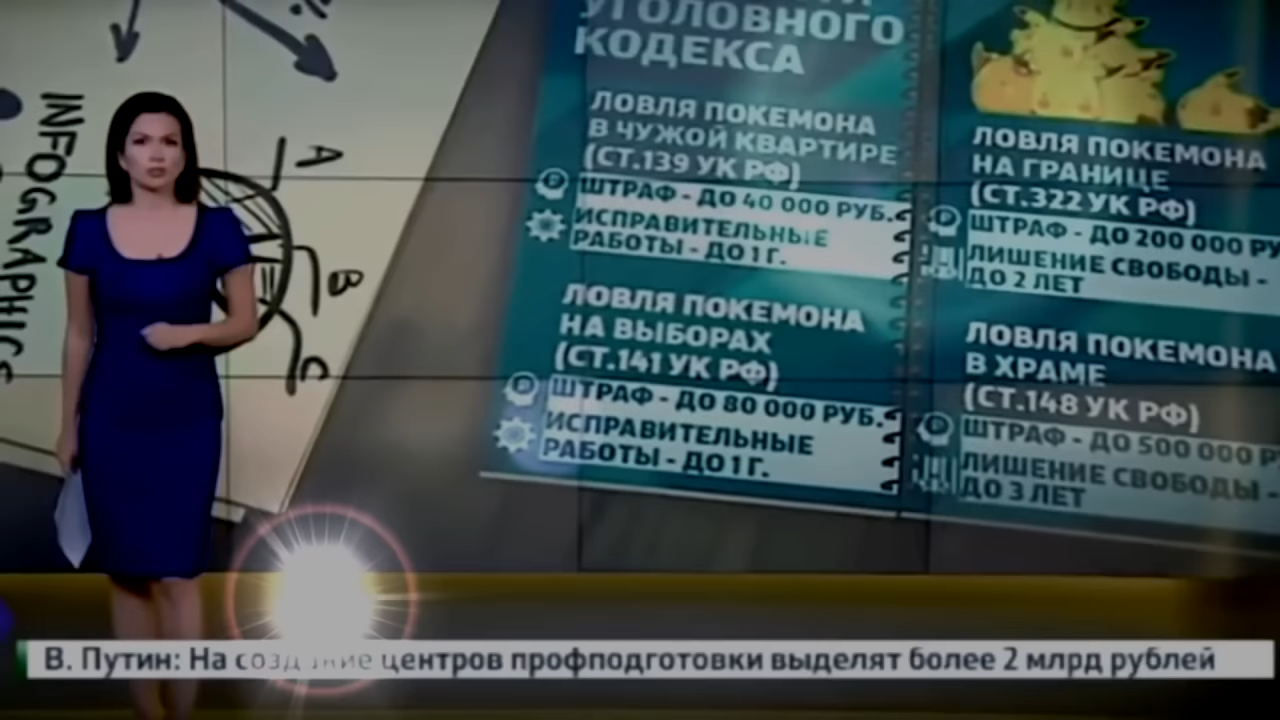 УГОЛОВНОГО
КОДЕКСА
ЛОВЛЯ ПОКЕМОНА
В ЧУЖОЙ КВАРТИРЕ
(СТ.139 УК РФ)
ШТРАФ - ДО 40 000 РУБ.
ИСПРАВИТЕЛЬНЫЕ
РАБОТЫ - ДО 1 Г.
ЛОВЛЯ ПОКЕМОНА
НА ВЫБОРАХ
(СТ.141 УК РФ)
ШТРАФ - ДО 80 000 РУБ.
ИСПРАВИТЕЛЬНЫЕ
РАБОТЫ - ДО 1 Г.
ЛОВЛЯ ПОКЕМОНА
НА ГРАНИЦЕ
(СТ.322 УК РФ)
ШТРАФ - ДО 200 000 РУ
ЛИШЕНИЕ СВОБОДЫ -
ДО 2 ЛЕТ
ЛОВЛЯ ПОКЕМОНА
В ХРАМЕ
(СТ.148 УК РФ)
ШТРАФ - ДО 500 000 Р
ЛИШЕНИЕ СВОБОДЫ -
ДО 3 ЛЕТ
INFOGRAPHICS
%
A
B
C
В. Путин: На создание центров профподготовки выделят более 2 млрд рублей